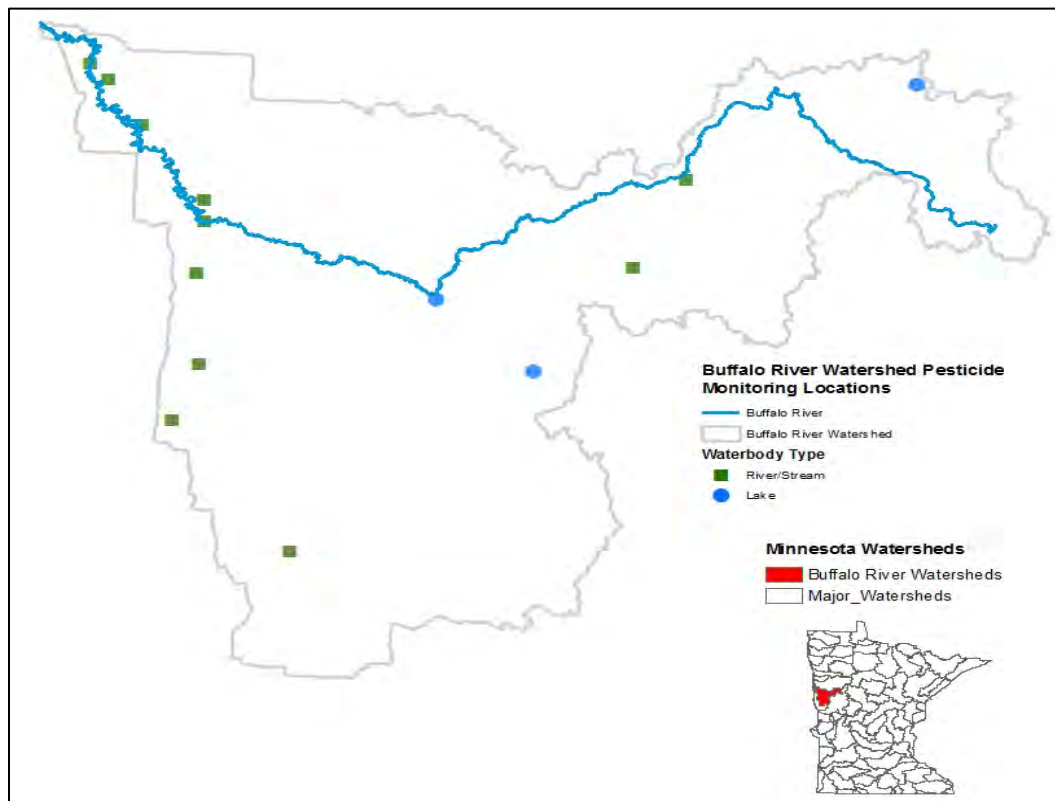 Buffalo River Watershed Pesticide
Monitoring Locations
Buffalo River
Buffalo River Watershed
Waterbody Type
River/Stream
Lake
Minnesota Watersheds
Buffalo River Watersheds
Major_Watersheds